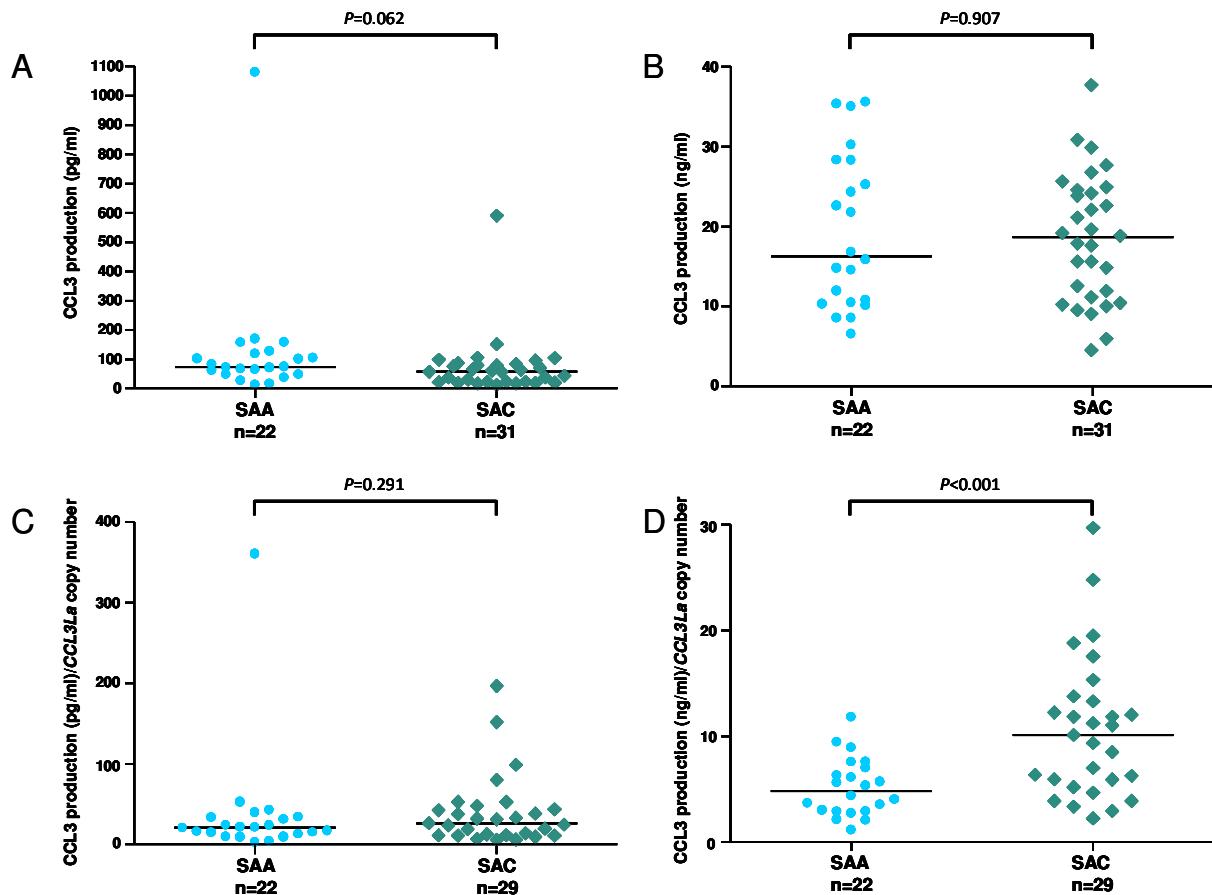 A
P=0.062
CCL3 production (pg/ml)
1100
1000
900
800
700
600
500
400
300
200
100
0
SAA
n=22
SAC
n=31
B
P=0.907
CCL3 production (ng/ml)
40
30
20
10
0
SAA
n=22
SAC
n=31
C
P=0.291
CCL3 production (pg/ml)/CCL3La copy number
400
300
200
100
0
SAA
n=22
SAC
n=29
D
P<0.001
CCL3 production (ng/ml)/CCL3La copy number
30
20
10
0
SAA
n=22
SAC
n=29